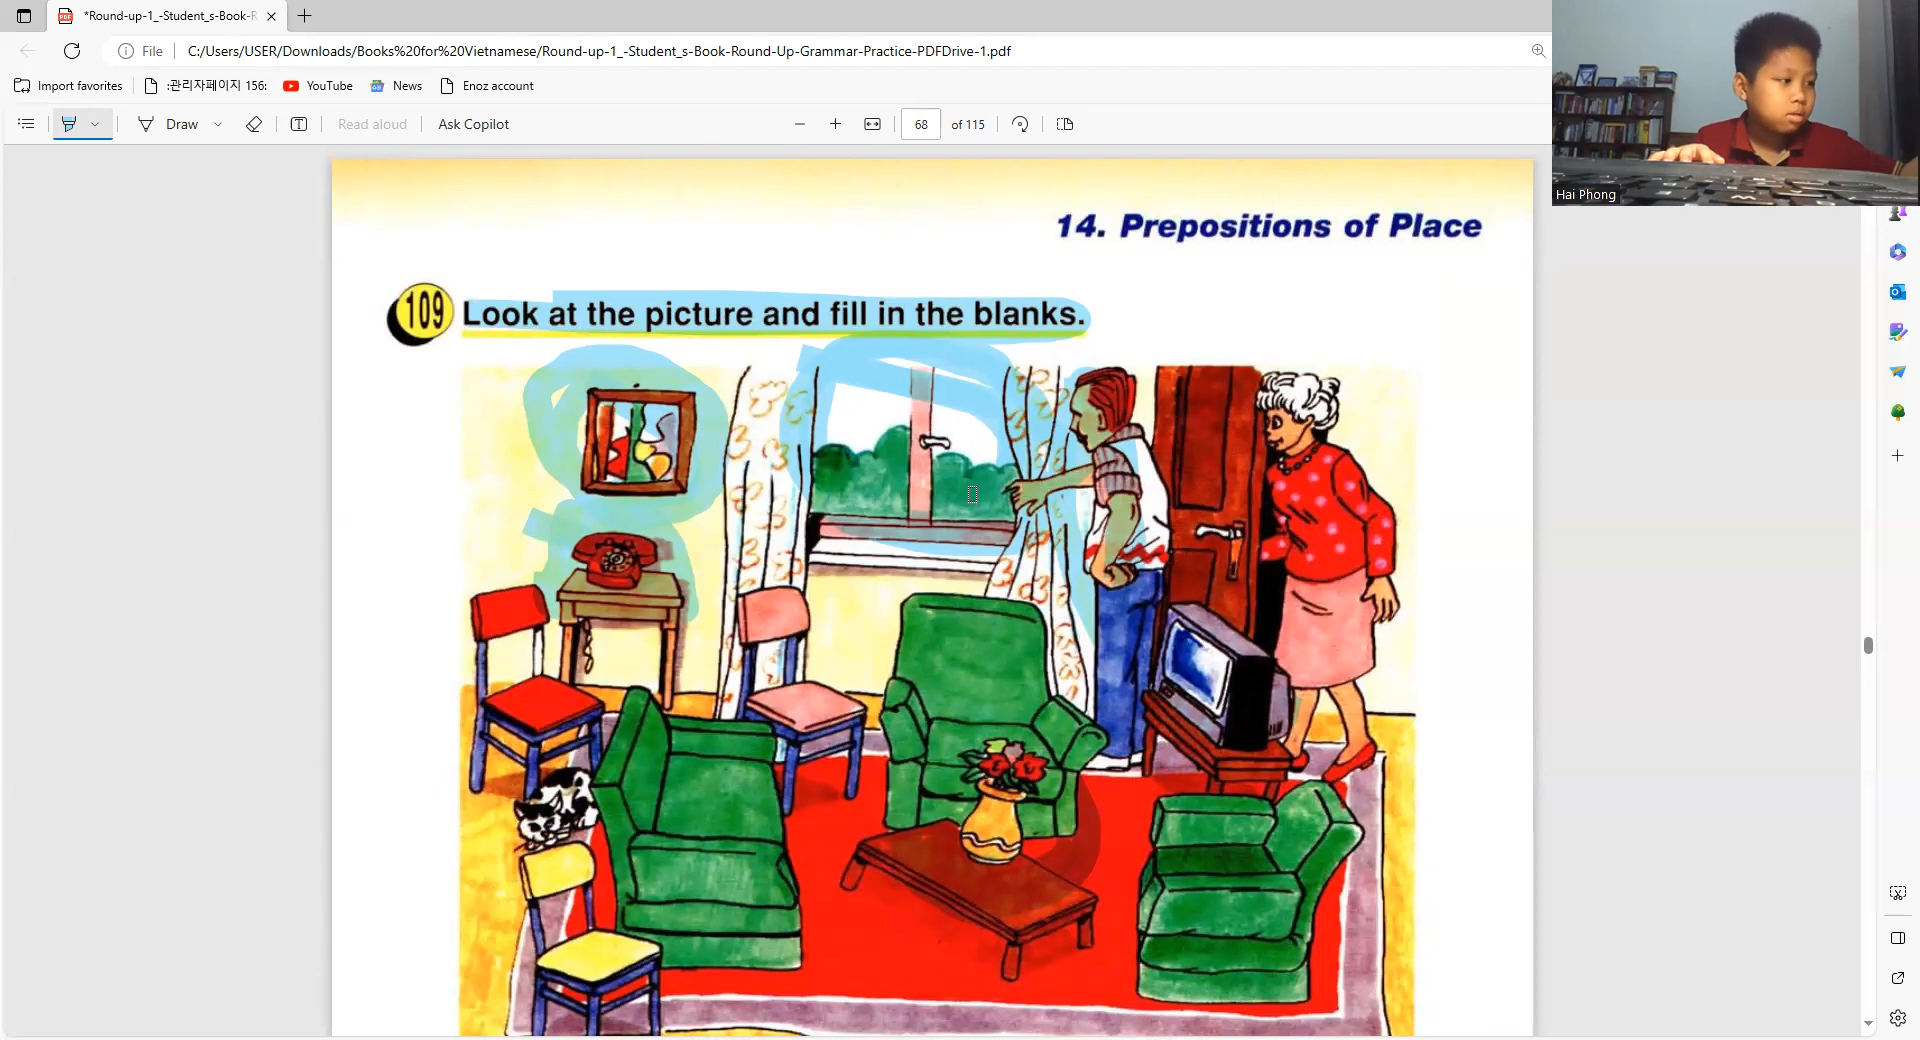 *Round-up-1_-Student_s-Book-R
File
C:/Users/USER/Downloads/Books%20for%20Vietnamese/Round-up-1_-Student_s-Book-Round-Up-Grammar-Practice-PDFDrive-1.pdf
Import favorites
:관리자페이지 156:
YouTube
News
Enoz account
Draw
Read aloud
Ask Copilot
68
of 115
Hai Phong
14. Prepositions of Place
109 Look at the picture and fill in the blanks.